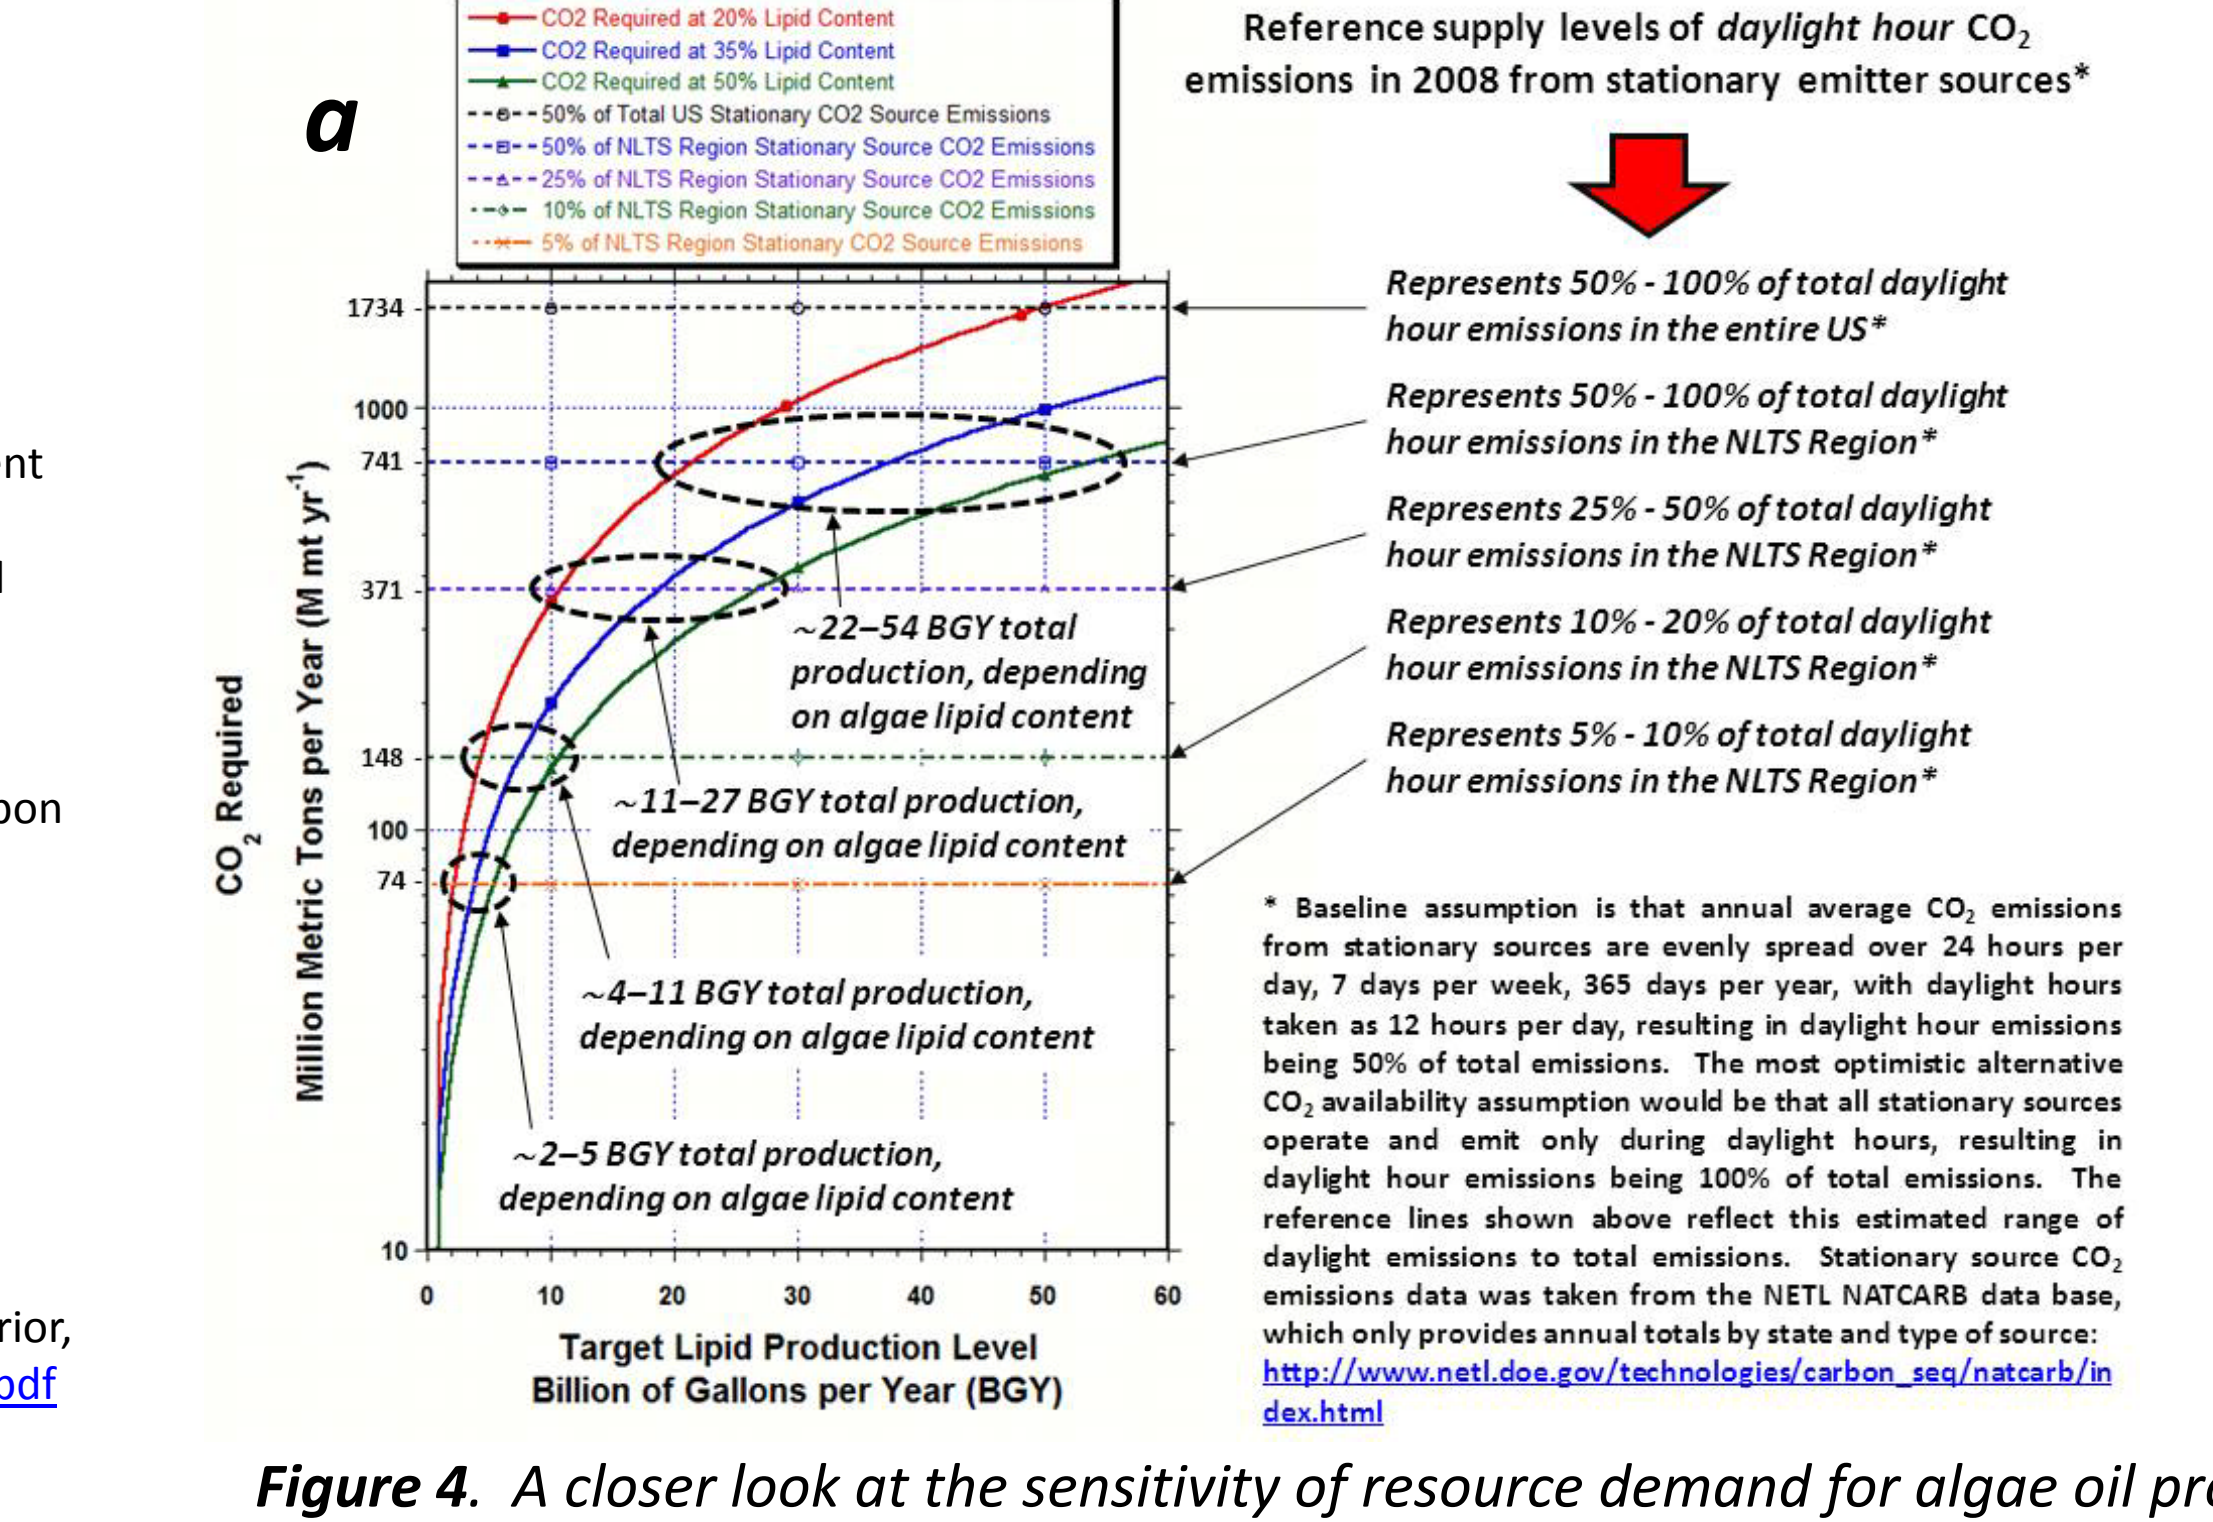 ent
bon
rior,
pdf
a
CO2 Required at 20% Lipid Content
CO2 Required at 35% Lipid Content
CO2 Required at 50% Lipid Content
50% of Total US Stationary CO2 Source Emissions
50% of NLTS Region Stationary Source CO2 Emissions
25% of NLTS Region Stationary Source CO2 Emissions
10% of NLTS Region Stationary Source CO2 Emissions
5% of NLTS Region Stationary CO2 Source Emissions
Reference supply levels of daylight hour CO2
emissions in 2008 from stationary emitter sources*
Represents 50% - 100% of total daylight
hour emissions in the entire US*
Represents 50% - 100% of total daylight
hour emissions in the NLTS Region*
Represents 25% - 50% of total daylight
hour emissions in the NLTS Region*
Represents 10% - 20% of total daylight
hour emissions in the NLTS Region*
Represents 5% - 10% of total daylight
hour emissions in the NLTS Region*
CO2 Required
Million Metric Tons per Year (M mt yr-1)
1734
1000
741
371
148
100
74
10
~22–54 BGY total
production, depending
on algae lipid content
~11–27 BGY total production,
depending on algae lipid content
~4–11 BGY total production,
depending on algae lipid content
~2–5 BGY total production,
depending on algae lipid content
0 10 20 30 40 50 60
Target Lipid Production Level
Billion of Gallons per Year (BGY)
* Baseline assumption is that annual average CO2 emissions
from stationary sources are evenly spread over 24 hours per
day, 7 days per week, 365 days per year, with daylight hours
taken as 12 hours per day, resulting in daylight hour emissions
being 50% of total emissions. The most optimistic alternative
CO2 availability assumption would be that all stationary sources
operate and emit only during daylight hours, resulting in
daylight hour emissions being 100% of total emissions. The
reference lines shown above reflect this estimated range of
daylight emissions to total emissions. Stationary source CO2
emissions data was taken from the NETL NATCARB data base,
which only provides annual totals by state and type of source:
http://www.netl.doe.gov/technologies/carbon_seq/natcarb/in
dex.html
Figure 4. A closer look at the sensitivity of resource demand for algae oil pr